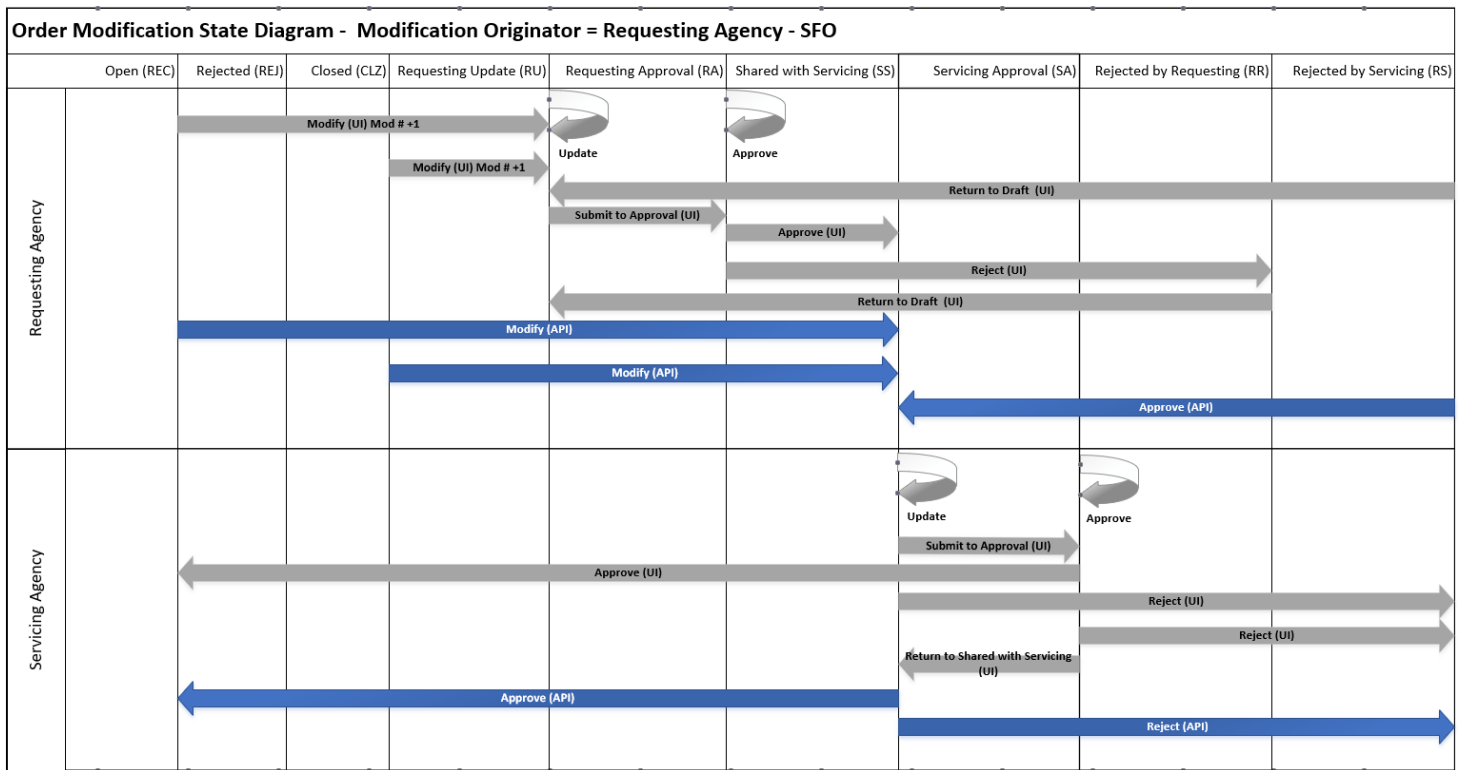 Order Modification State Diagram -  Modification Originator = Requesting Agency - SFO
Open (REC)
Rejected (REJ)
Closed (CLZ)
Requesting Update (RU)
Requesting Approval (RA)
Shared with Servicing (SS)
Servicing Approval (SA)
Rejected by Requesting (RR)
Rejected by Servicing (RS)
Requesting Agency
Modify (UI) Mod # +1
Update
Approve
Modify (UI) Mod # +1
Return to Draft  (UI)
Submit to Approval (UI)
Approve (UI)
Reject (UI)
Return to Draft  (UI)
Modify (API)
Modify (API)
Approve (API)
Servicing Agency
Update
Approve
Submit to Approval (UI)
Approve (UI)
Reject (UI)
Reject (UI)
Return to Shared with Servicing
(UI)
Approve (API)
Reject (API)